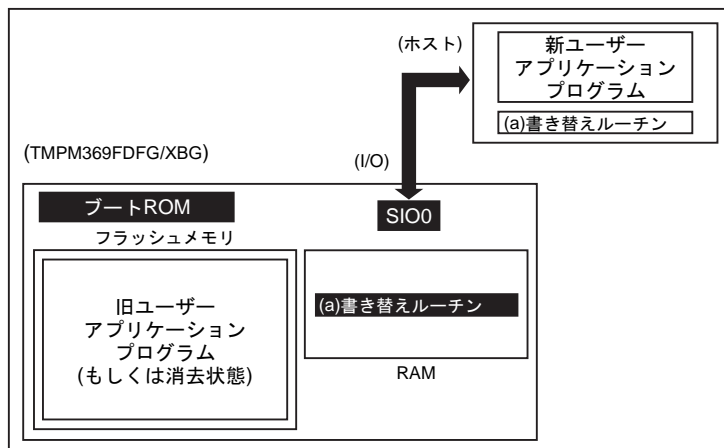 (ホスト)
新ユーザー
アプリケーション
プログラム
(a)書き替えルーチン
(TMPM369FDFG/XBG)
(I/O)
ブートROM
SIO0
フラッシュメモリ
旧ユーザー
アプリケーション
プログラム
(もしくは消去状態)
(a)書き替えルーチン
RAM